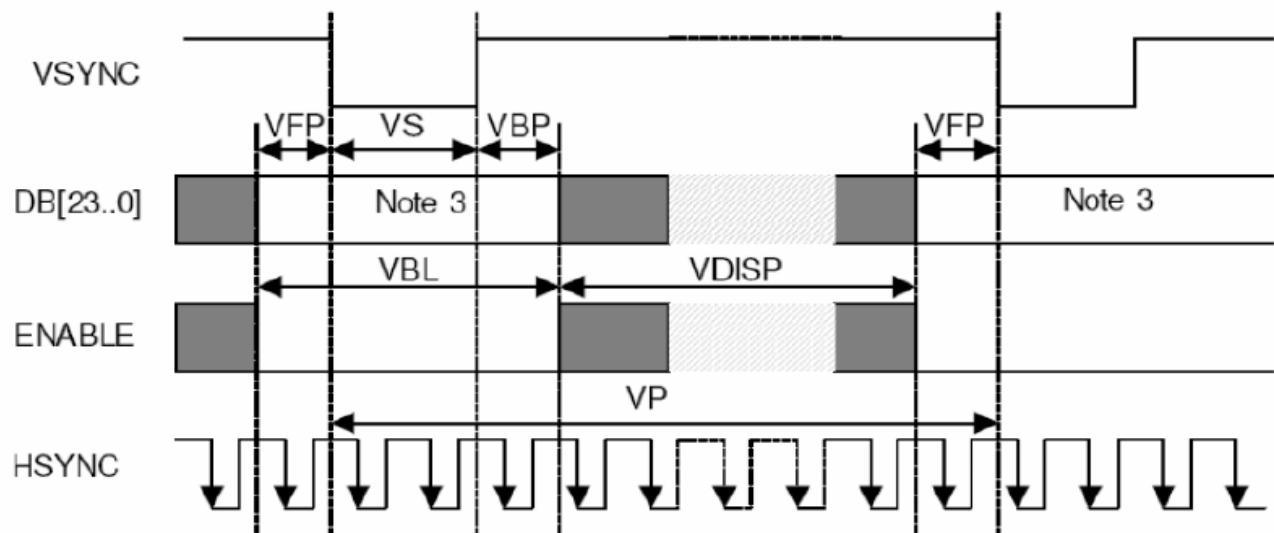 VSYNC
VFP VS VBP VFP
DB[23..0] Note 3 Note 3
VBL VDISP
ENABLE
VP
HSYNC